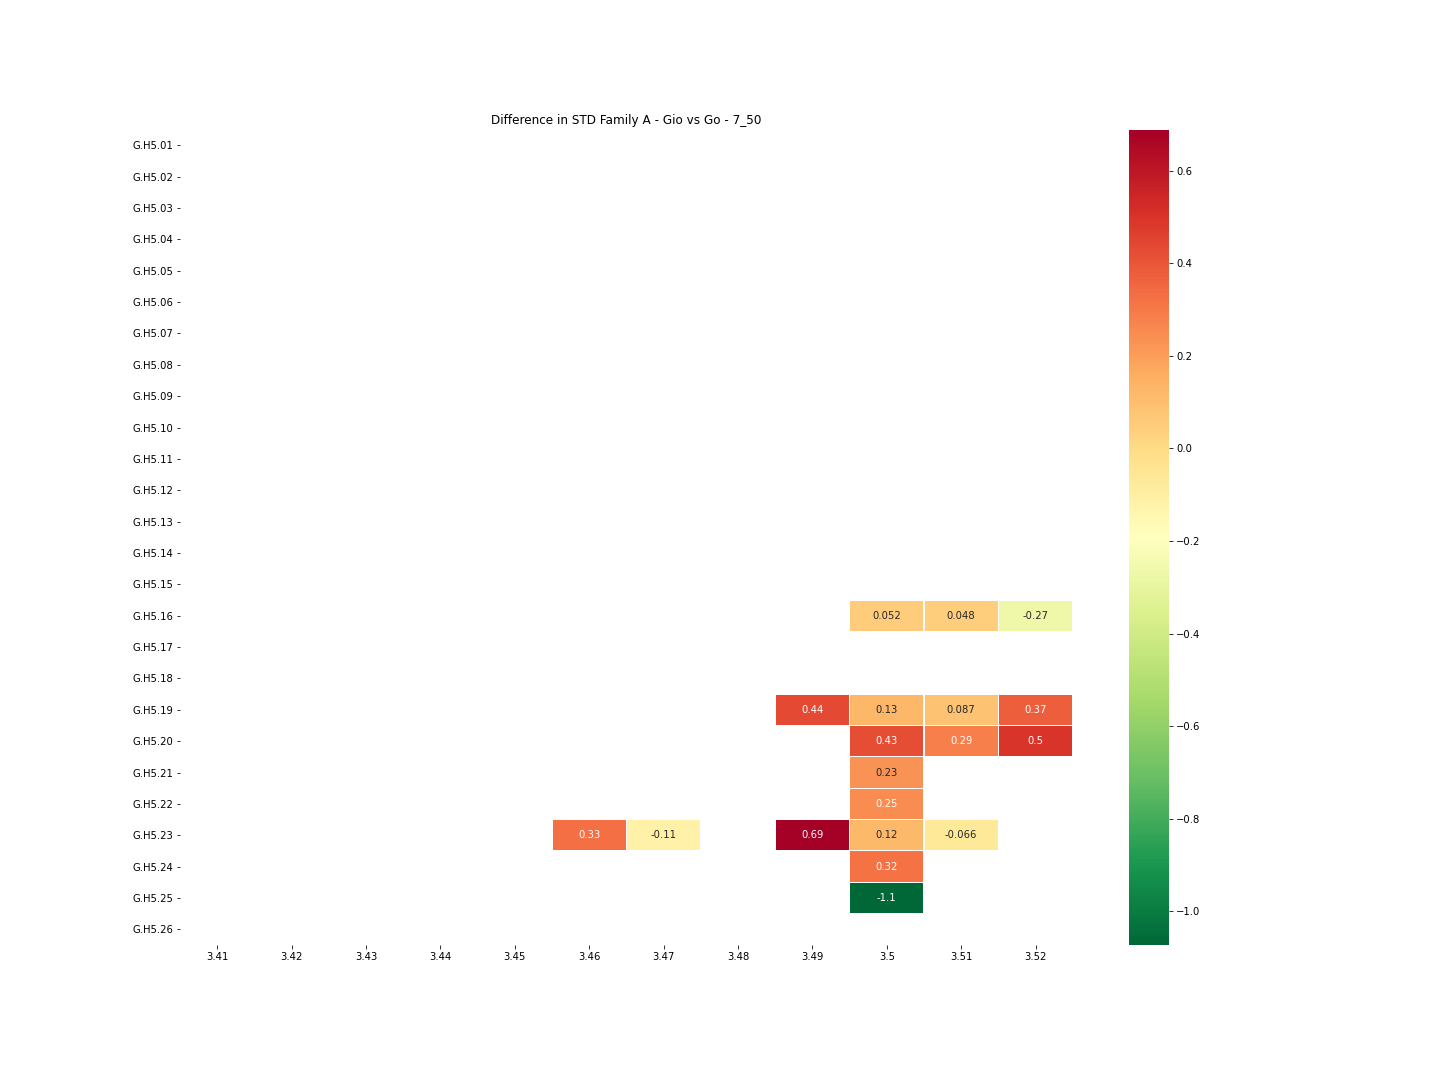 Difference in STD Family A - Gio vs Go - 7_50
G.H5.01
G.H5.02
G.H5.03
G.H5.04
G.H5.05
G.H5.06
G.H5.07
G.H5.08
G.H5.09
G.H5.10
G.H5.11
G.H5.12
G.H5.13
G.H5.14
G.H5.15
G.H5.16 0.052 0.048 -0.27
G.H5.17
G.H5.18
G.H5.19 0.44 0.13 0.087 0.37
G.H5.20 0.43 0.29 0.5
G.H5.21 0.23
G.H5.22 0.25
G.H5.23 0.33 -0.11 0.69 0.12 -0.066
G.H5.24 0.32
G.H5.25 -1.1
G.H5.26
3.41 3.42 3.43 3.44 3.45 3.46 3.47 3.48 3.49 3.5 3.51 3.52
0.6
0.4
0.2
0.0
−0.2
−0.4
−0.6
−0.8
−1.0